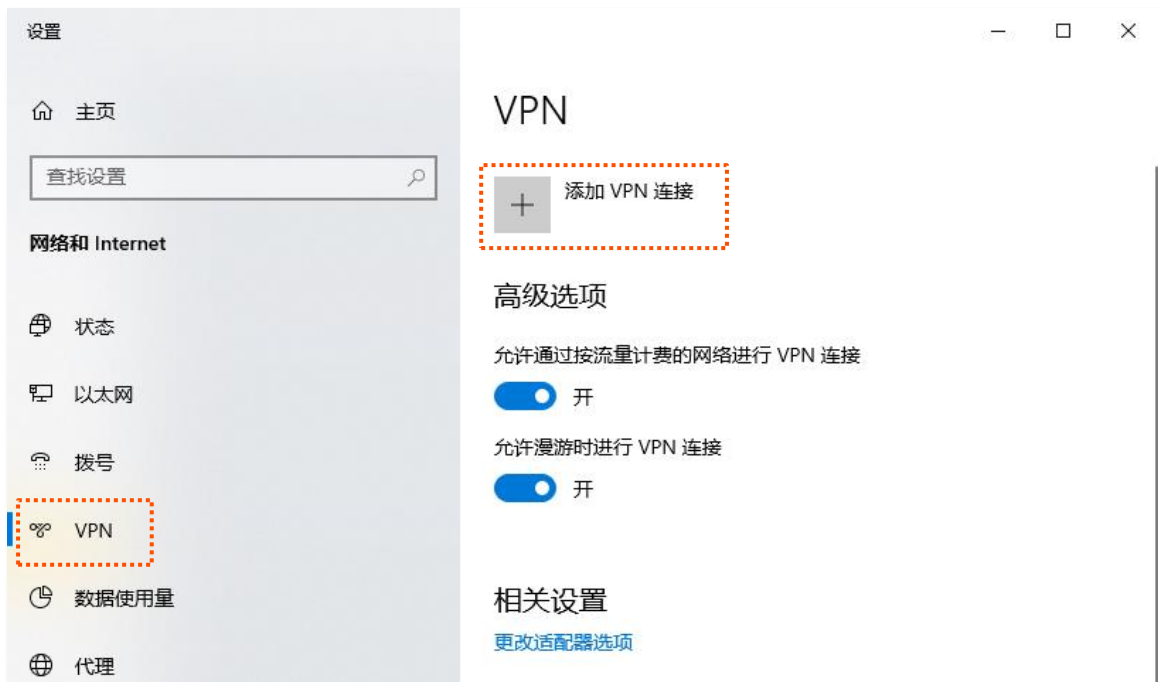 设置
主页
查找设置
网络和 Internet
状态
以太网
拨号
VPN
数据使用量
代理
VPN
添加 VPN 连接
高级选项
允许通过按流量计费的网络进行 VPN 连接
开
允许漫游时进行 VPN 连接
开
相关设置
更改适配器选项